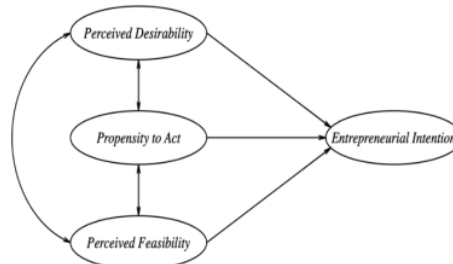 Perceived Desirability
Propensity to Act
Entrepreneurial Intention
Perceived Feasibility